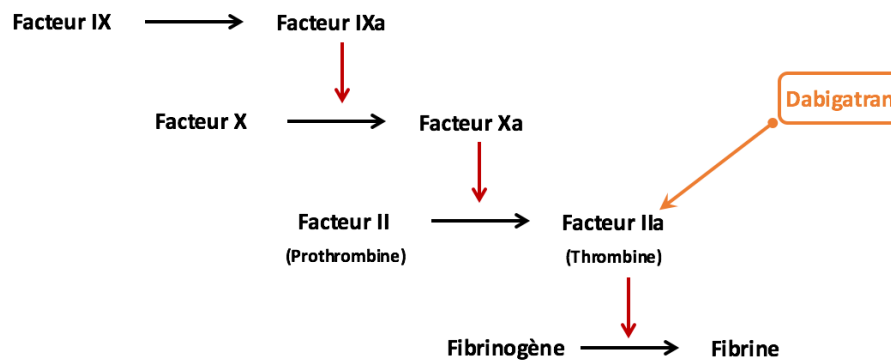 Facteur IX
Facteur IXa
Facteur X
Facteur Xa
Dabigatran
Facteur II
(Prothrombine)
Facteur IIa
(Thrombine)
Fibrinogène
Fibrine